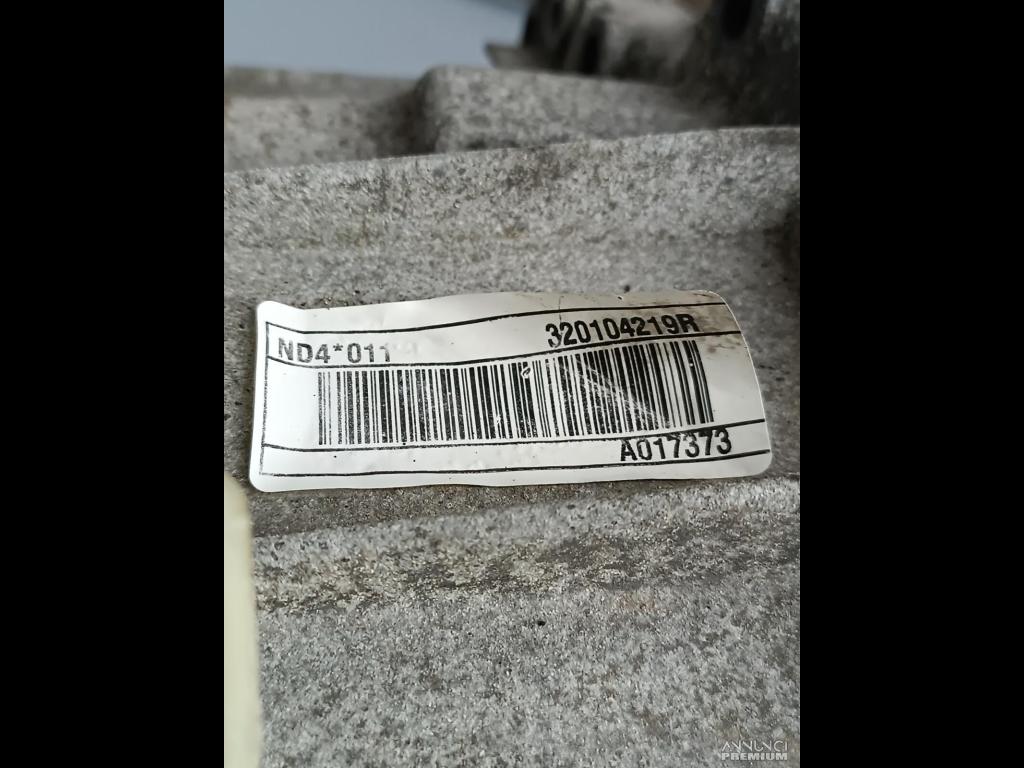 ND4*011 320104219R
A017373
ANNUNCI
PREMIUM